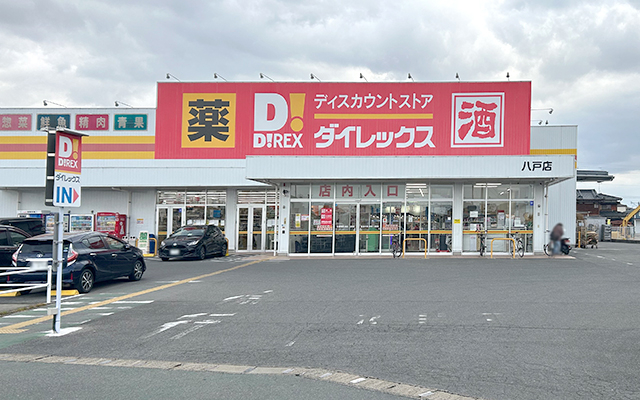 惣菜 鮮魚 精肉 青果
薬
D!
DiREX
ディスカウントストア
ダイレックス
酒
八戸店
店内入口
D!
DiREX
ダイレックス
IN